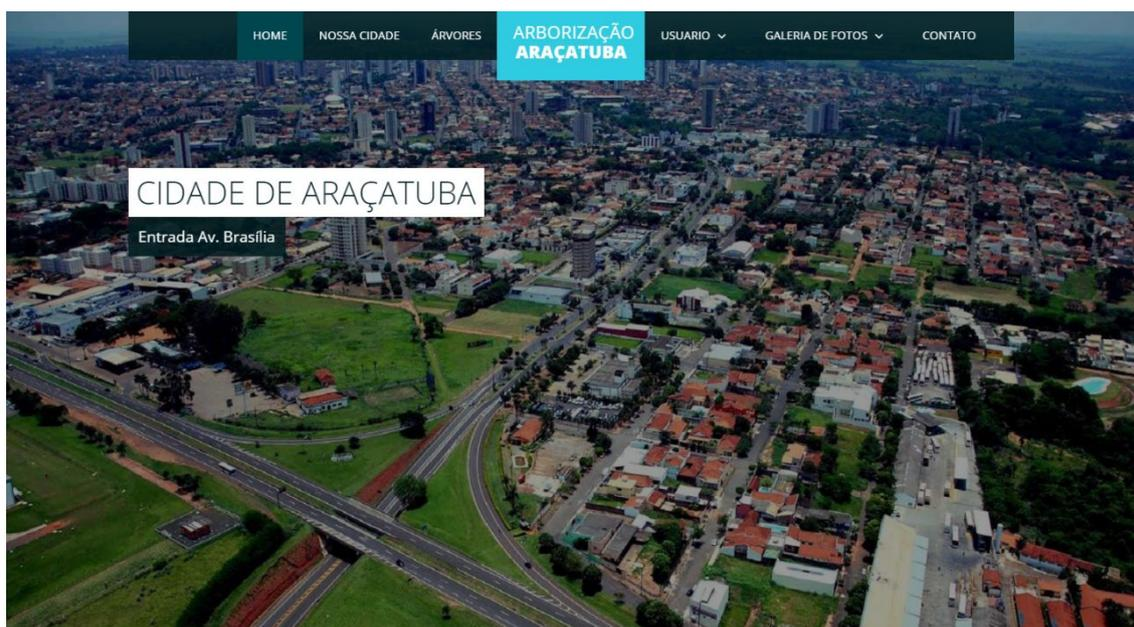 HOME
NOSSA CIDADE
ÁRVORES
ARBORIZAÇÃO
ARAÇATUBA
USUARIO
GALERIA DE FOTOS
CONTATO
CIDADE DE ARAÇATUBA
Entrada Av. Brasília